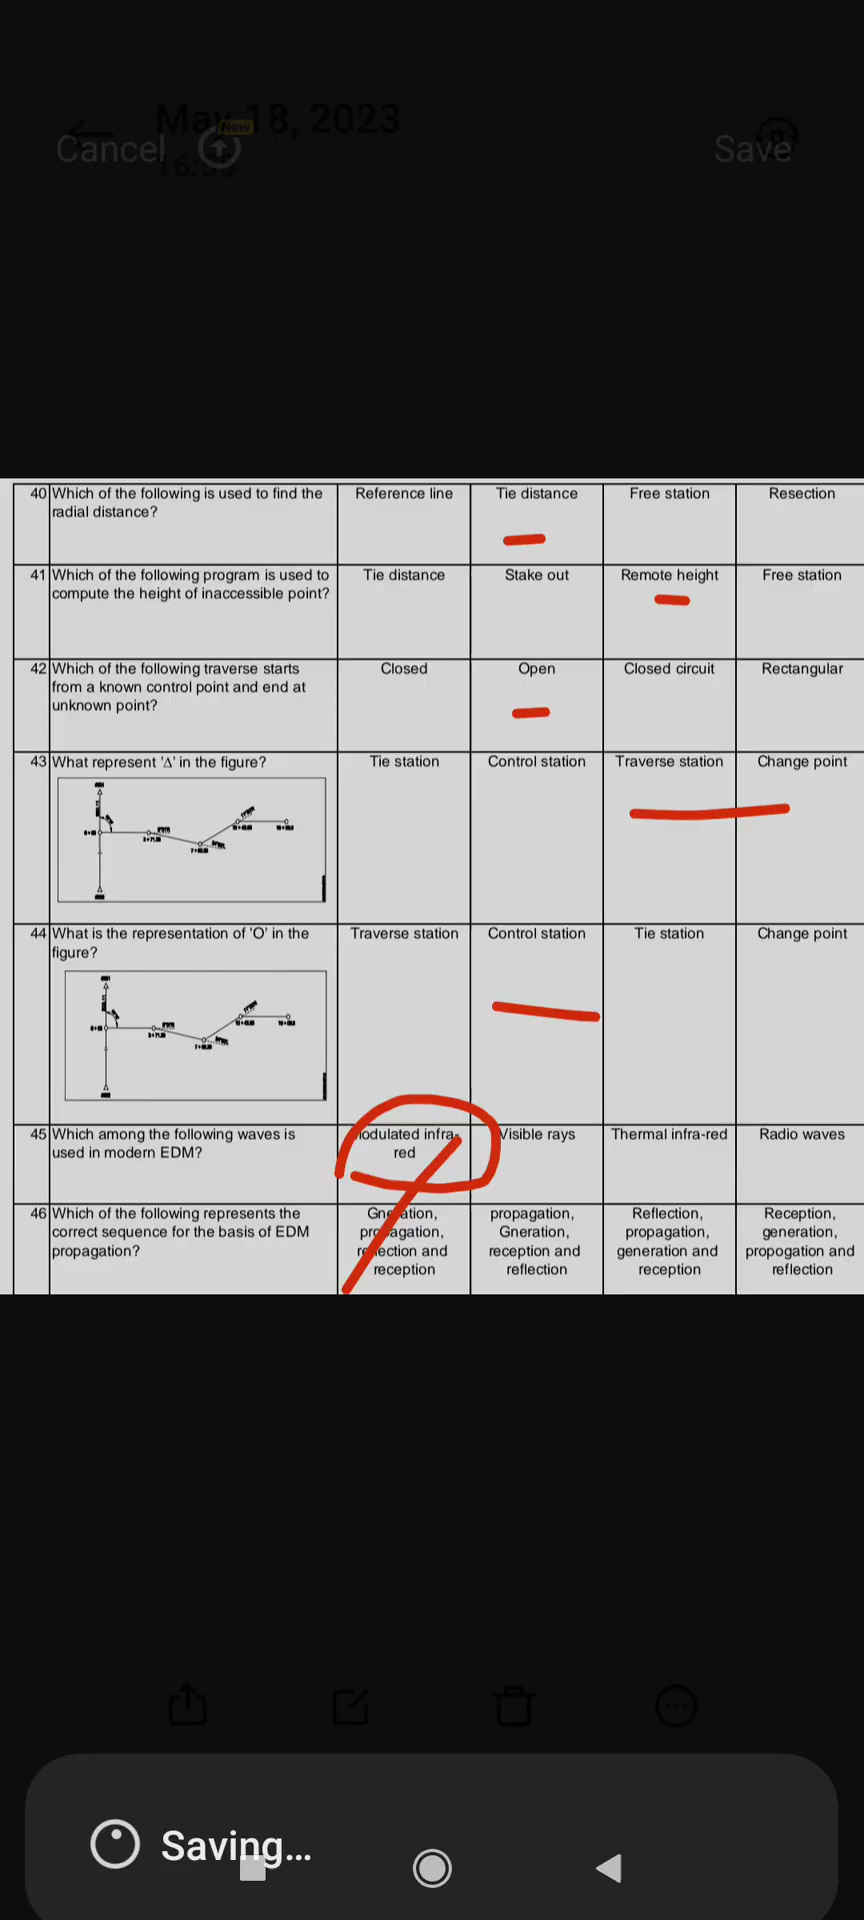 May 18, 2023
New
Cancel
Save
40 Which of the following is used to find the
radial distance?
Reference line
Tie distance
Free station
Resection
41 Which of the following program is used to
compute the height of inaccessible point?
Tie distance
Stake out
Remote height
Free station
42 Which of the following traverse starts
from a known control point and end at
unknown point?
Closed
Open
Closed circuit
Rectangular
43 What represent 'Δ' in the figure?
Tie station
Control station
Traverse station
Change point
44 What is the representation of 'O' in the
figure?
Traverse station
Control station
Tie station
Change point
45 Which among the following waves is
used in modern EDM?
modulated infra-
red
Visible rays
Thermal infra-red
Radio waves
46 Which of the following represents the
correct sequence for the basis of EDM
propagation?
Gneration,
propagation,
reflection and
reception
propagation,
Gneration,
reception and
reflection
Reflection,
propagation,
generation and
reception
Reception,
generation,
propogation and
reflection
Saving...